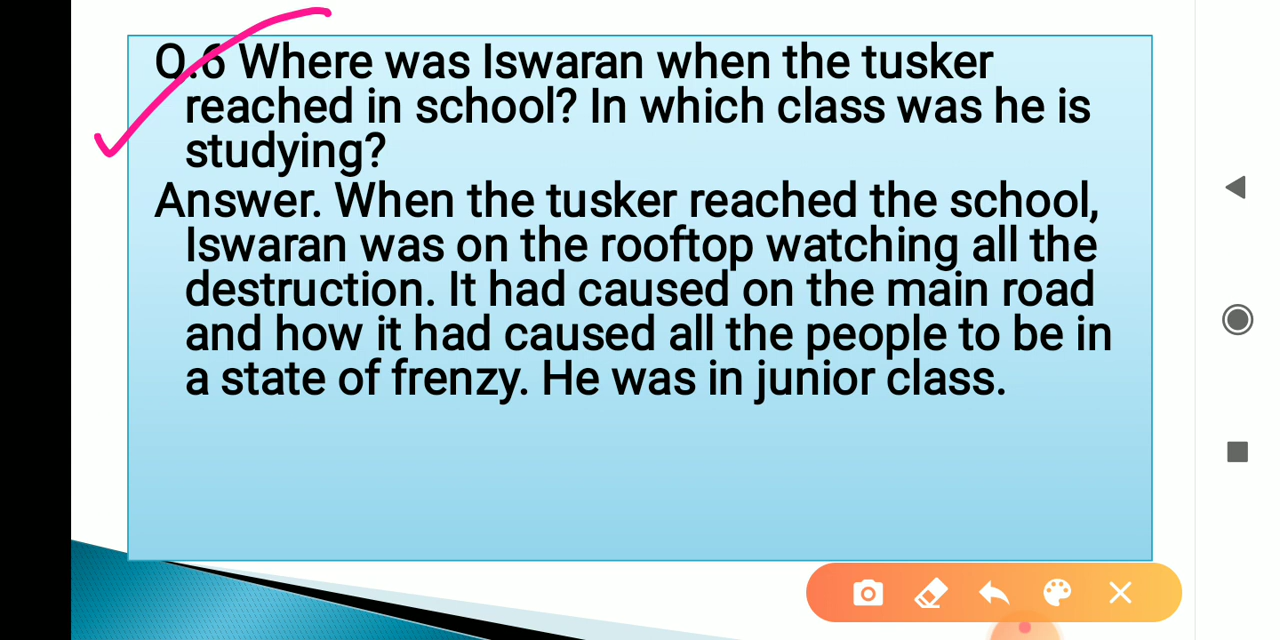 Q.6 Where was Iswaran when the tusker
reached in school? In which class was he is
studying?
Answer. When the tusker reached the school,
Iswaran was on the rooftop watching all the
destruction. It had caused on the main road
and how it had caused all the people to be in
a state of frenzy. He was in junior class.